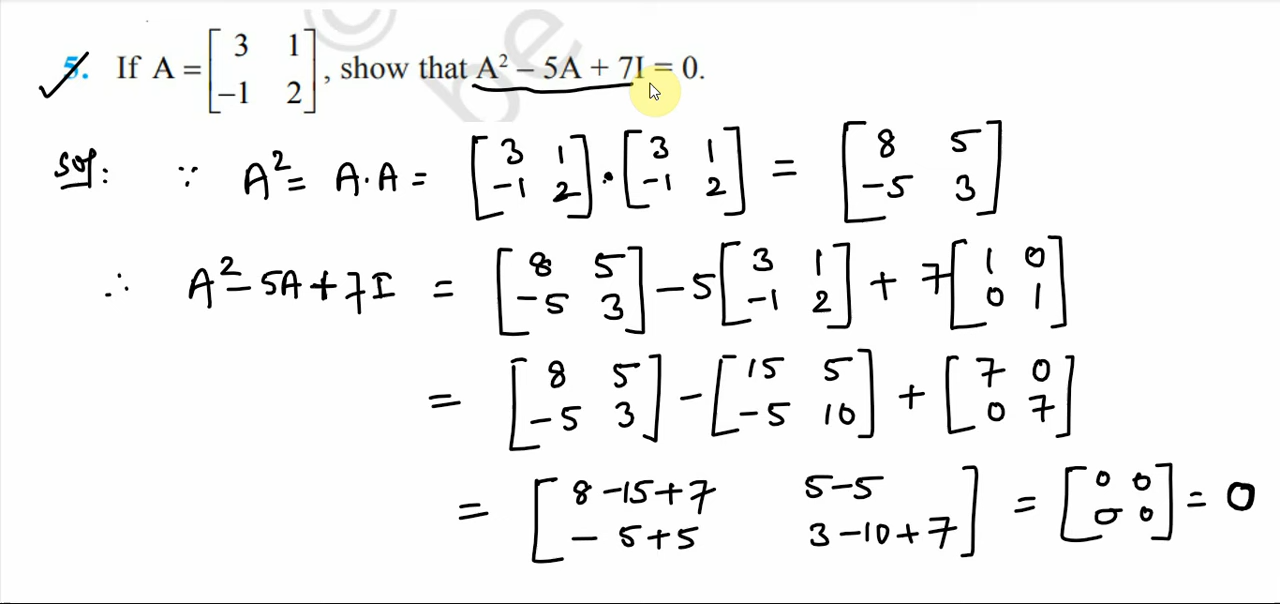 5. If A = [3 1; −1 2], show that A² − 5A + 7I = 0.
Sol: ∵ A² = A·A = [3 1; −1 2]·[3 1; −1 2] = [8 5; −5 3]
∴ A² − 5A + 7I = [8 5; −5 3] − 5[3 1; −1 2] + 7[1 0; 0 1]
= [8 5; −5 3] − [15 5; −5 10] + [7 0; 0 7]
= [8 −15+7 5−5; − 5+5 3−10+7] = [0 0; 0 0] = 0